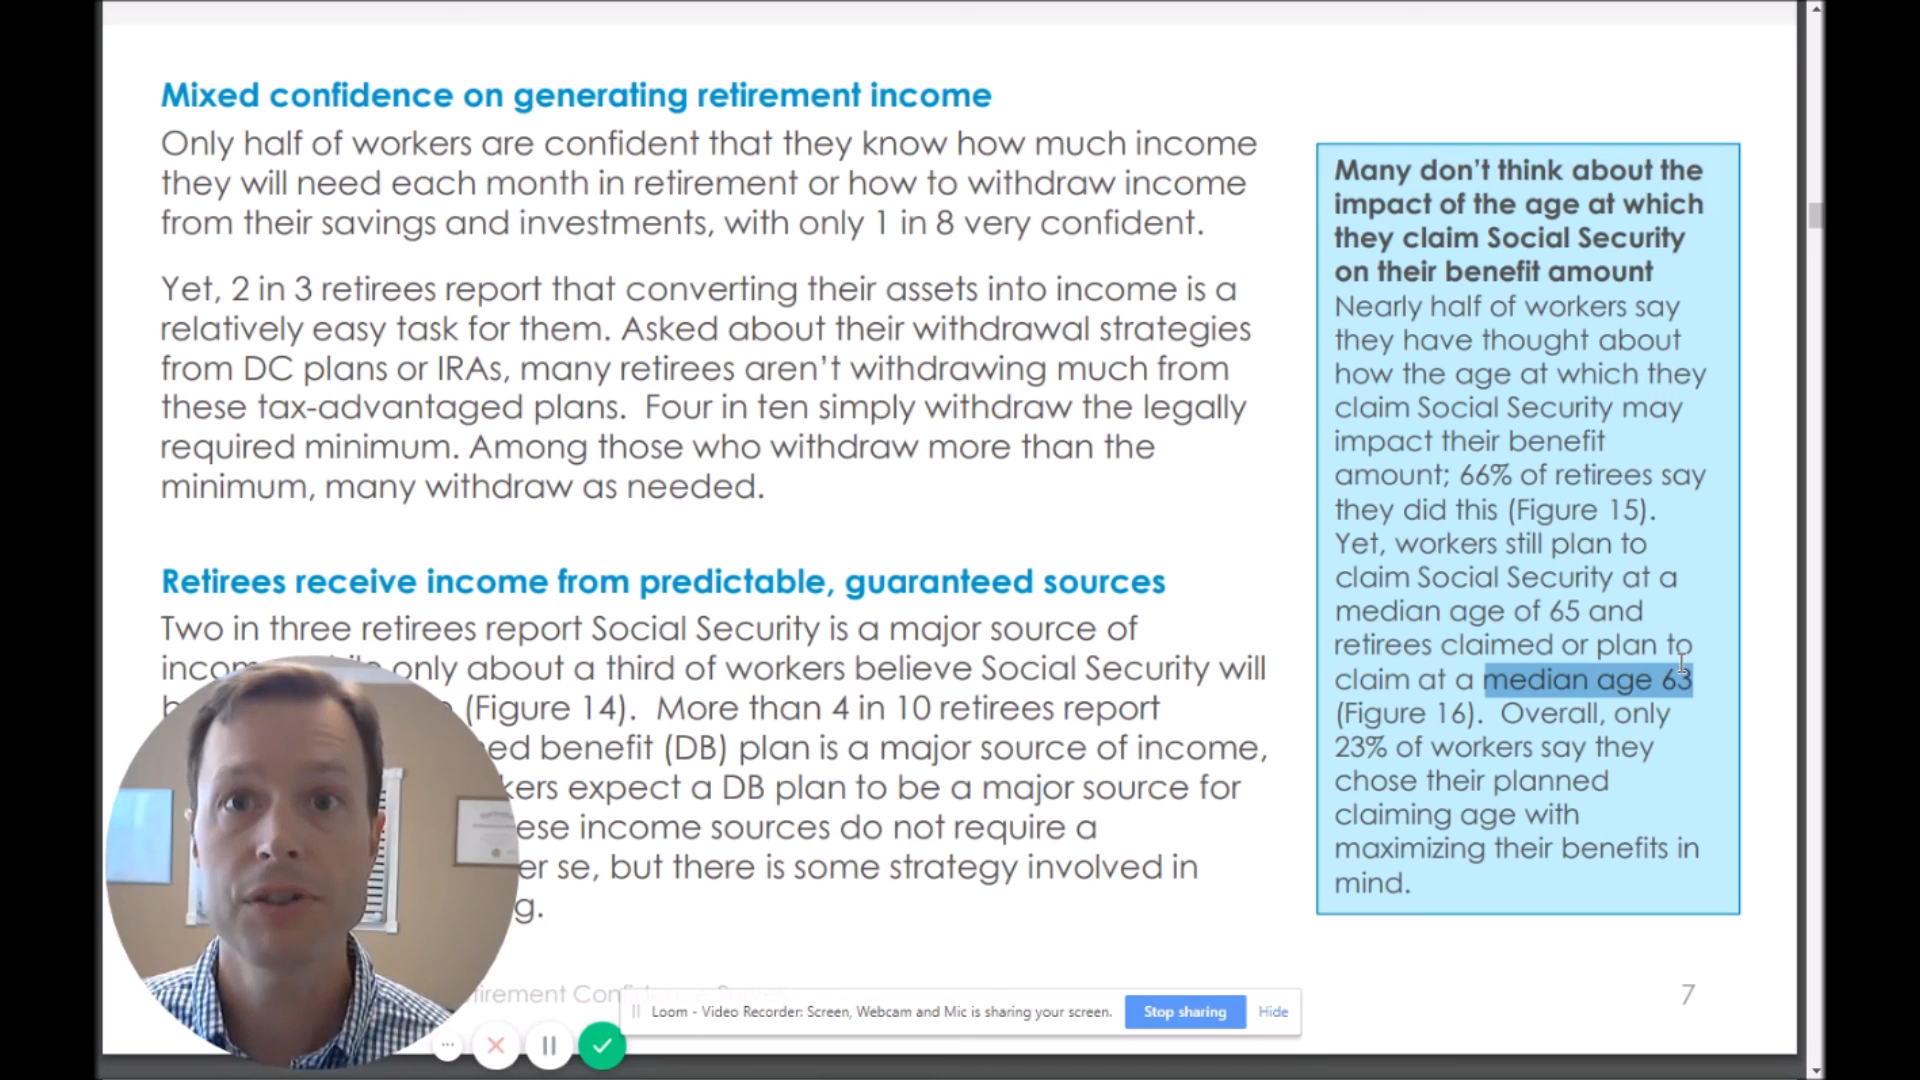 Mixed confidence on generating retirement income
Only half of workers are confident that they know how much income
they will need each month in retirement or how to withdraw income
from their savings and investments, with only 1 in 8 very confident.
Yet, 2 in 3 retirees report that converting their assets into income is a
relatively easy task for them. Asked about their withdrawal strategies
from DC plans or IRAs, many retirees aren't withdrawing much from
these tax-advantaged plans. Four in ten simply withdraw the legally
required minimum. Among those who withdraw more than the
minimum, many withdraw as needed.
Retirees receive income from predictable, guaranteed sources
Two in three retirees report Social Security is a major source of
only about a third of workers believe Social Security will
(Figure 14). More than 4 in 10 retirees report
benefit (DB) plan is a major source of income,
expect a DB plan to be a major source for
income sources do not require a
se, but there is some strategy involved in
Many don't think about the
impact of the age at which
they claim Social Security
on their benefit amount
Nearly half of workers say
they have thought about
how the age at which they
claim Social Security may
impact their benefit
amount; 66% of retirees say
they did this (Figure 15).
Yet, workers still plan to
claim Social Security at a
median age of 65 and
retirees claimed or plan to
claim at a median age 63
(Figure 16). Overall, only
23% of workers say they
chose their planned
claiming age with
maximizing their benefits in
mind.
7
Loom - Video Recorder: Screen, Webcam and Mic is sharing your screen.
Stop sharing
Hide